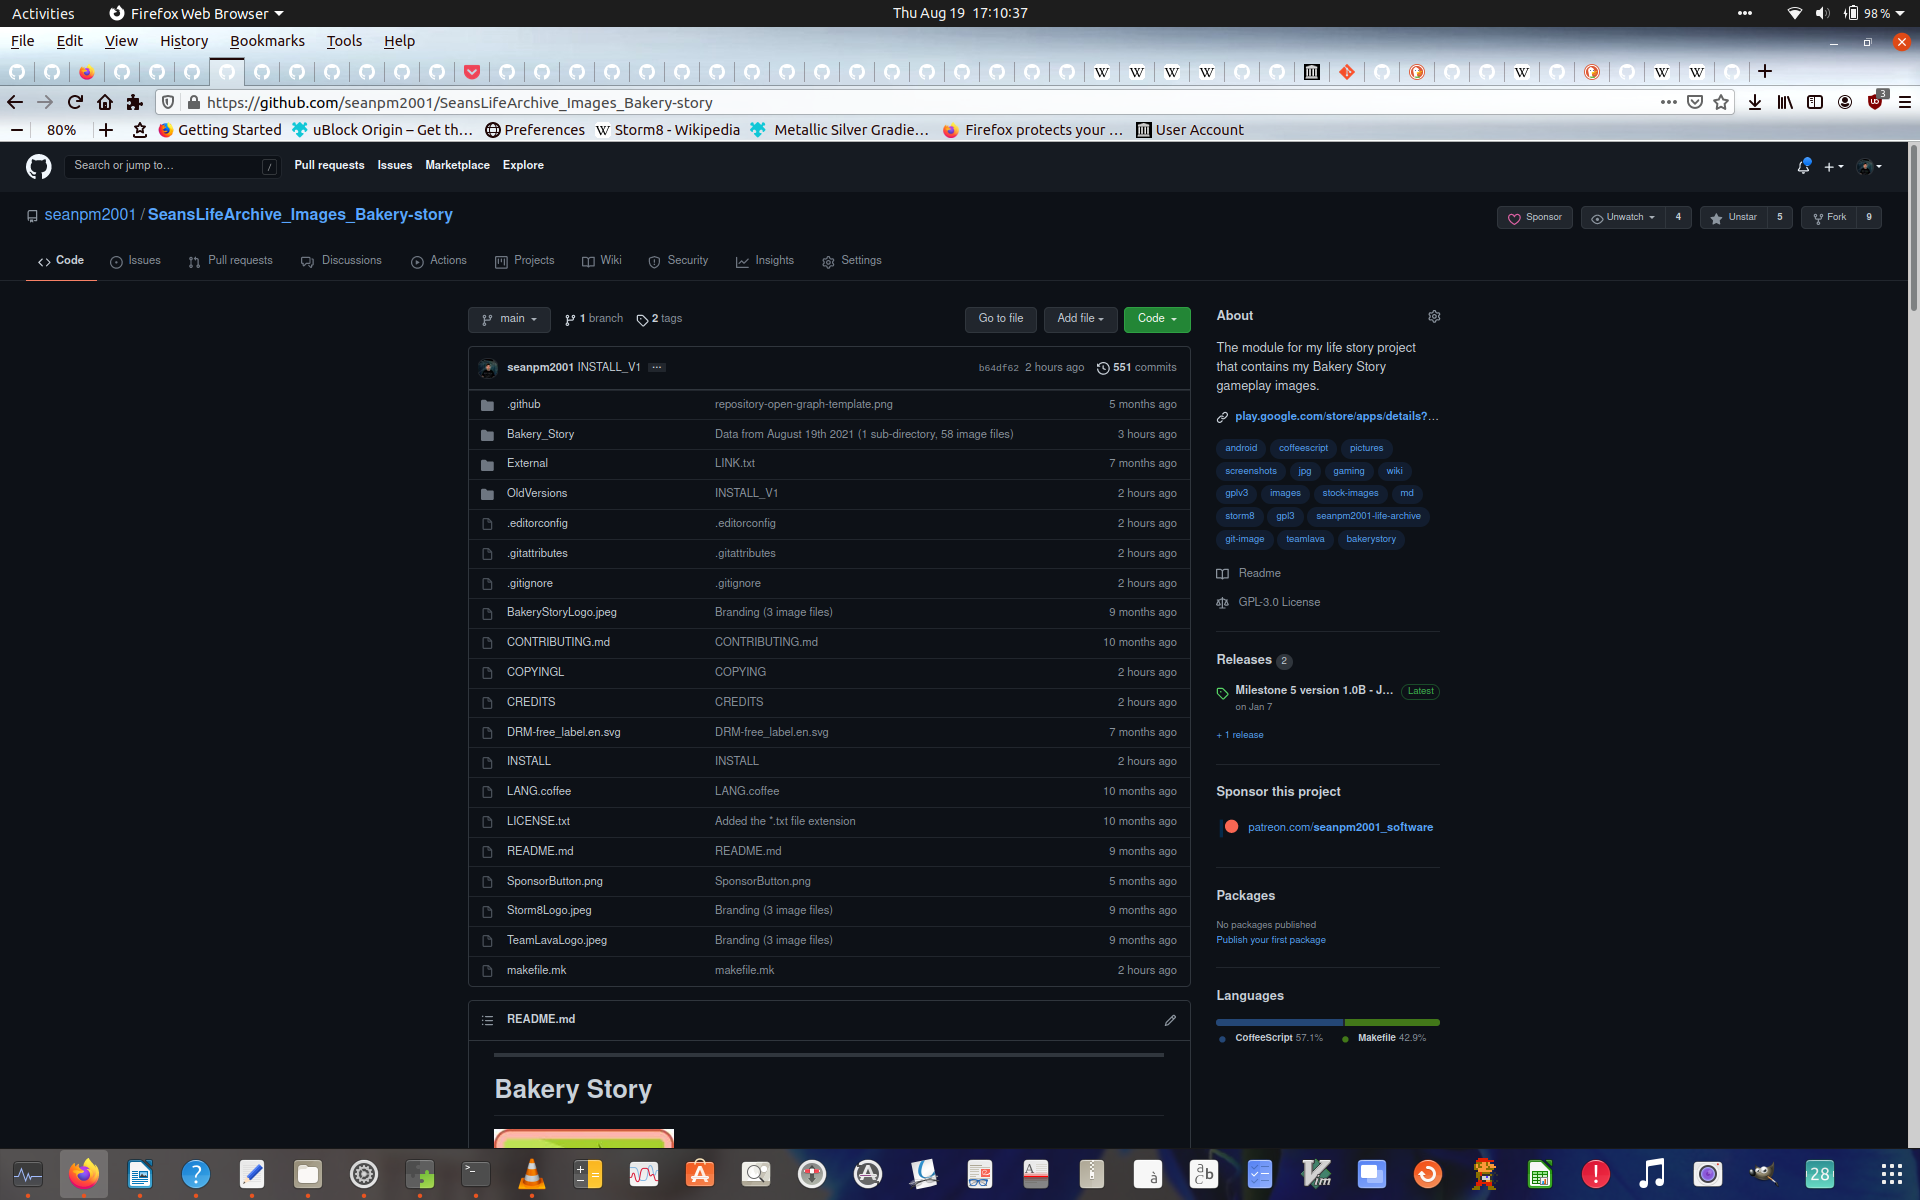 Activities Firefox Web Browser Thu Aug 19 17:10:37 98 %
File Edit View History Bookmarks Tools Help
https://github.com/seanpm2001/SeansLifeArchive_Images_Bakery-story 3
80% Getting Started uBlock Origin – Get th… Preferences Storm8 - Wikipedia Metallic Silver Gradie… Firefox protects your … User Account
Search or jump to… / Pull requests Issues Marketplace Explore
seanpm2001 / SeansLifeArchive_Images_Bakery-story Sponsor Unwatch 4 Unstar 5 Fork 9
Code Issues Pull requests Discussions Actions Projects Wiki Security Insights Settings
main 1 branch 2 tags Go to file Add file Code
seanpm2001 INSTALL_V1 ··· b64df62 2 hours ago 551 commits
.github repository-open-graph-template.png 5 months ago
Bakery_Story Data from August 19th 2021 (1 sub-directory, 58 image files) 3 hours ago
External LINK.txt 7 months ago
OldVersions INSTALL_V1 2 hours ago
.editorconfig .editorconfig 2 hours ago
.gitattributes .gitattributes 2 hours ago
.gitignore .gitignore 2 hours ago
BakeryStoryLogo.jpeg Branding (3 image files) 9 months ago
CONTRIBUTING.md CONTRIBUTING.md 10 months ago
COPYINGL COPYING 2 hours ago
CREDITS CREDITS 2 hours ago
DRM-free_label.en.svg DRM-free_label.en.svg 7 months ago
INSTALL INSTALL 2 hours ago
LANG.coffee LANG.coffee 10 months ago
LICENSE.txt Added the *.txt file extension 10 months ago
README.md README.md 9 months ago
SponsorButton.png SponsorButton.png 5 months ago
Storm8Logo.jpeg Branding (3 image files) 9 months ago
TeamLavaLogo.jpeg Branding (3 image files) 9 months ago
makefile.mk makefile.mk 2 hours ago
README.md
Bakery Story
About
The module for my life story project
that contains my Bakery Story
gameplay images.
play.google.com/store/apps/details?…
android coffeescript pictures
screenshots jpg gaming wiki
gplv3 images stock-images md
storm8 gpl3 seanpm2001-life-archive
git-image teamlava bakerystory
Readme
GPL-3.0 License
Releases 2
Milestone 5 version 1.0B - J… Latest
on Jan 7
+ 1 release
Sponsor this project
patreon.com/seanpm2001_software
Packages
No packages published
Publish your first package
Languages
CoffeeScript 57.1% Makefile 42.9%
28